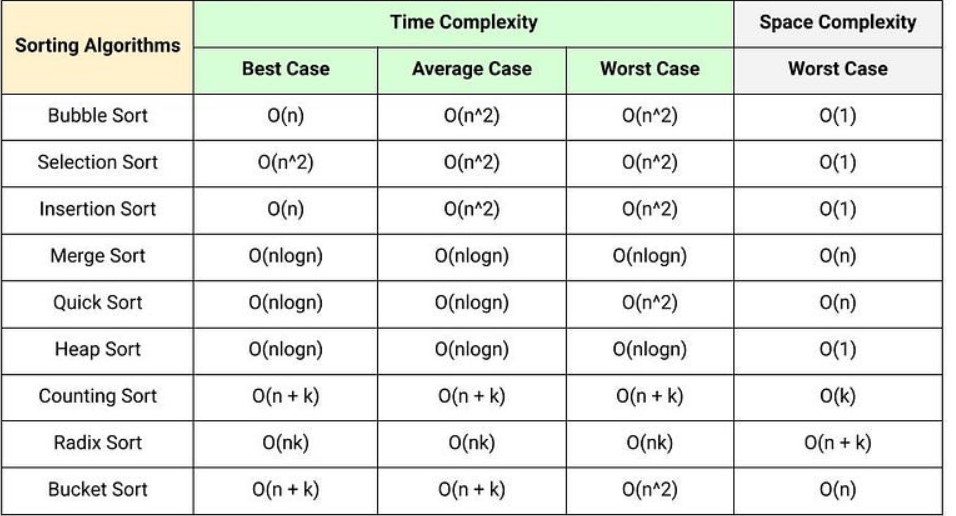 Sorting Algorithms Time Complexity Space Complexity
Best Case Average Case Worst Case Worst Case
Bubble Sort O(n) O(n^2) O(n^2) O(1)
Selection Sort O(n^2) O(n^2) O(n^2) O(1)
Insertion Sort O(n) O(n^2) O(n^2) O(1)
Merge Sort O(nlogn) O(nlogn) O(nlogn) O(n)
Quick Sort O(nlogn) O(nlogn) O(n^2) O(n)
Heap Sort O(nlogn) O(nlogn) O(nlogn) O(1)
Counting Sort O(n + k) O(n + k) O(n + k) O(k)
Radix Sort O(nk) O(nk) O(nk) O(n + k)
Bucket Sort O(n + k) O(n + k) O(n^2) O(n)